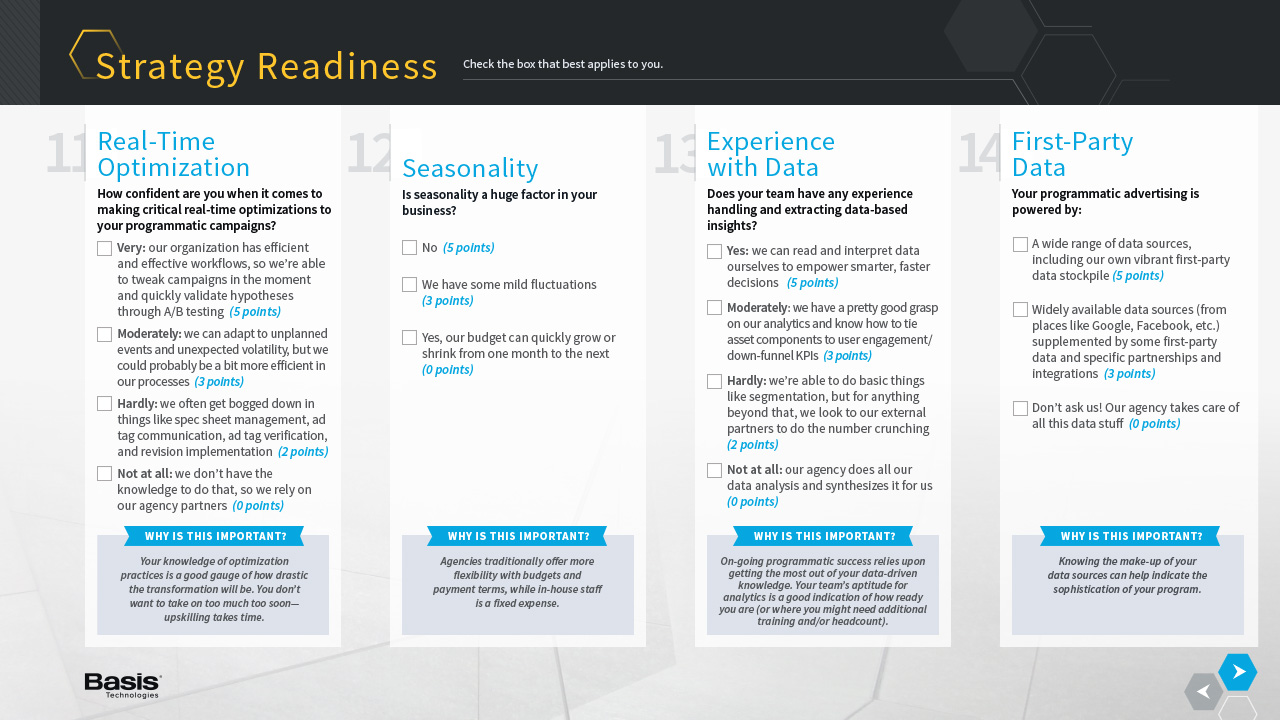 Strategy Readiness
Check the box that best applies to you.
11
Real-Time
Optimization
How confident are you when it comes to
making critical real-time optimizations to
your programmatic campaigns?
Very: our organization has efficient
and effective workflows, so we're able
to tweak campaigns in the moment
and quickly validate hypotheses
through A/B testing (5 points)
Moderately: we can adapt to unplanned
events and unexpected volatility, but we
could probably be a bit more efficient in
our processes (3 points)
Hardly: we often get bogged down in
things like spec sheet management, ad
tag communication, ad tag verification,
and revision implementation (2 points)
Not at all: we don't have the
knowledge to do that, so we rely on
our agency partners (0 points)
WHY IS THIS IMPORTANT?
Your knowledge of optimization
practices is a good gauge of how drastic
the transformation will be. You don't
want to take on too much too soon—
upskilling takes time.
12
Seasonality
Is seasonality a huge factor in your
business?
No (5 points)
We have some mild fluctuations
(3 points)
Yes, our budget can quickly grow or
shrink from one month to the next
(0 points)
WHY IS THIS IMPORTANT?
Agencies traditionally offer more
flexibility with budgets and
payment terms, while in-house staff
is a fixed expense.
13
Experience
with Data
Does your team have any experience
handling and extracting data-based
insights?
Yes: we can read and interpret data
ourselves to empower smarter, faster
decisions (5 points)
Moderately: we have a pretty good grasp
on our analytics and know how to tie
asset components to user engagement/
down-funnel KPIs (3 points)
Hardly: we're able to do basic things
like segmentation, but for anything
beyond that, we look to our external
partners to do the number crunching
(2 points)
Not at all: our agency does all our
data analysis and synthesizes it for us
(0 points)
WHY IS THIS IMPORTANT?
On-going programmatic success relies upon
getting the most out of your data-driven
knowledge. Your team's aptitude for
analytics is a good indication of how ready
you are (or where you might need additional
training and/or headcount).
14
First-Party
Data
Your programmatic advertising is
powered by:
A wide range of data sources,
including our own vibrant first-party
data stockpile (5 points)
Widely available data sources (from
places like Google, Facebook, etc.)
supplemented by some first-party
data and specific partnerships and
integrations (3 points)
Don't ask us! Our agency takes care of
all this data stuff (0 points)
WHY IS THIS IMPORTANT?
Knowing the make-up of your
data sources can help indicate the
sophistication of your program.
Basis
Technologies